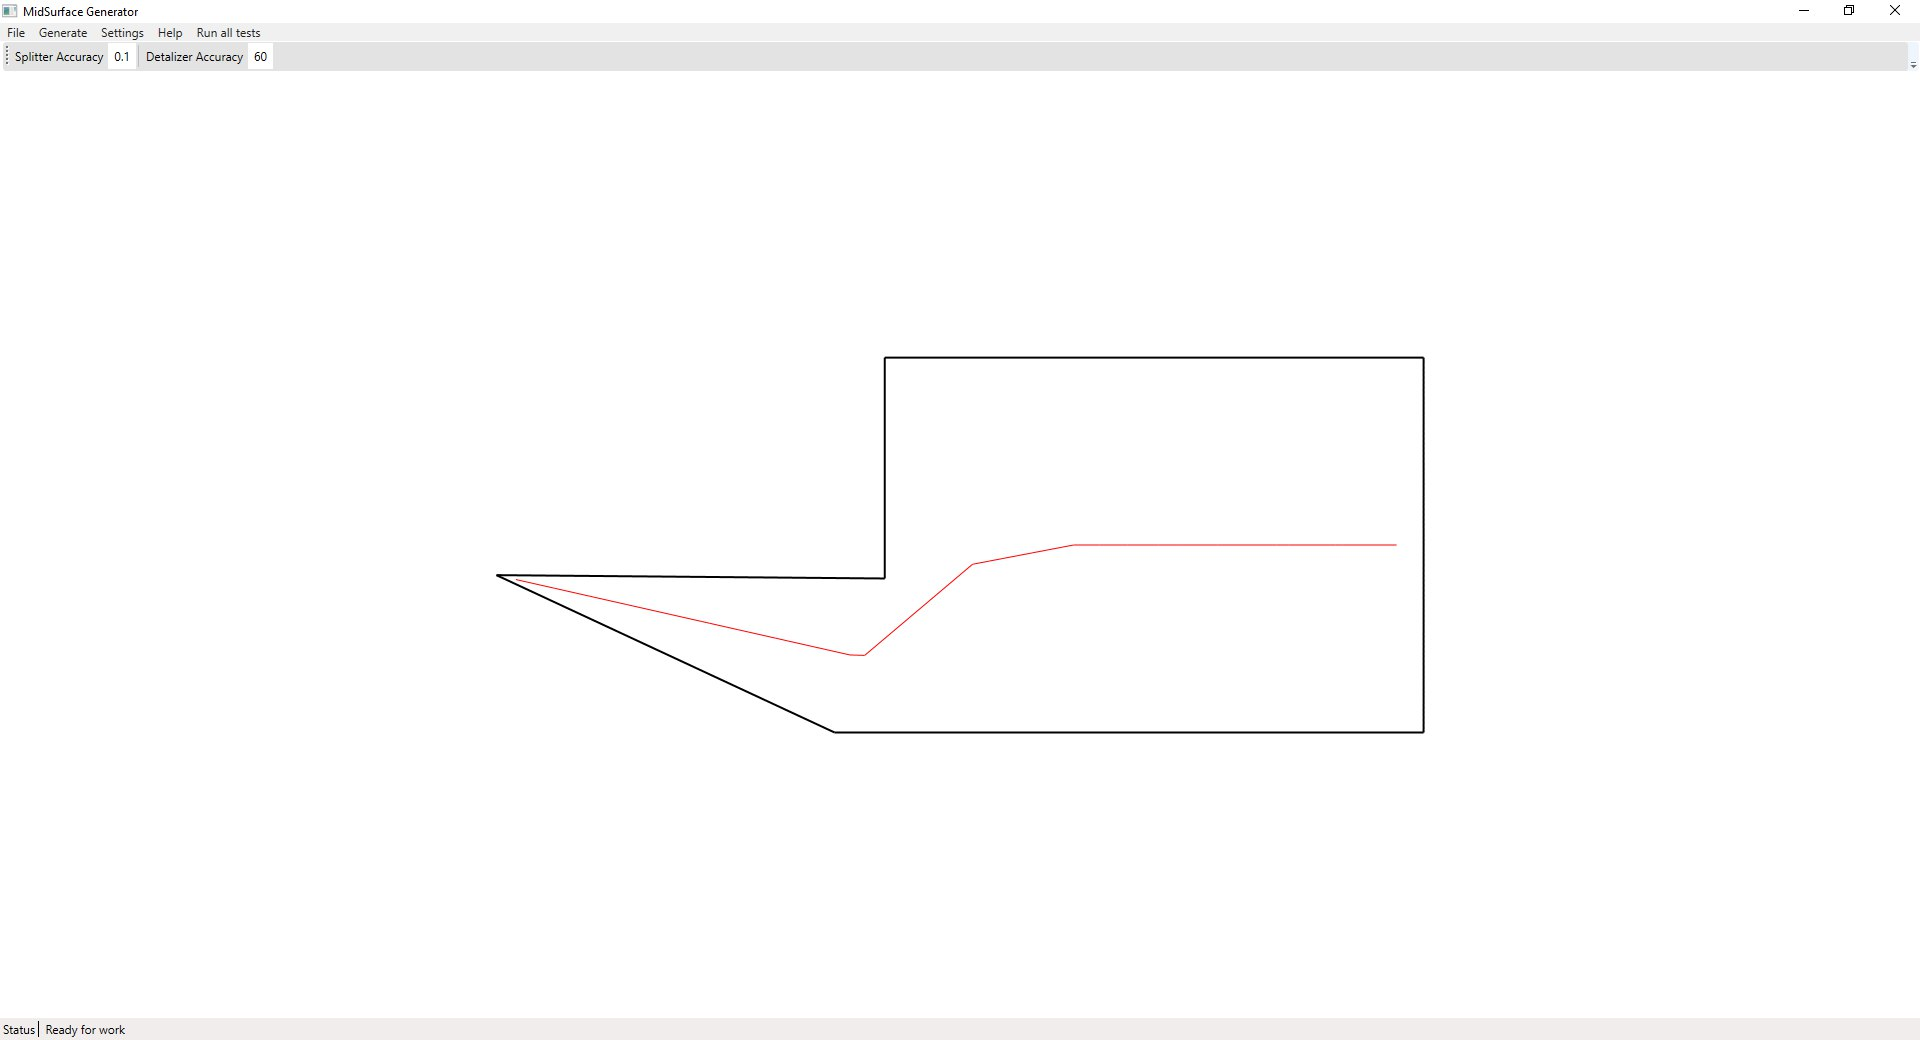 MidSurface Generator
File Generate Settings Help Run all tests
Splitter Accuracy 0.1 Detalizer Accuracy 60
Status Ready for work